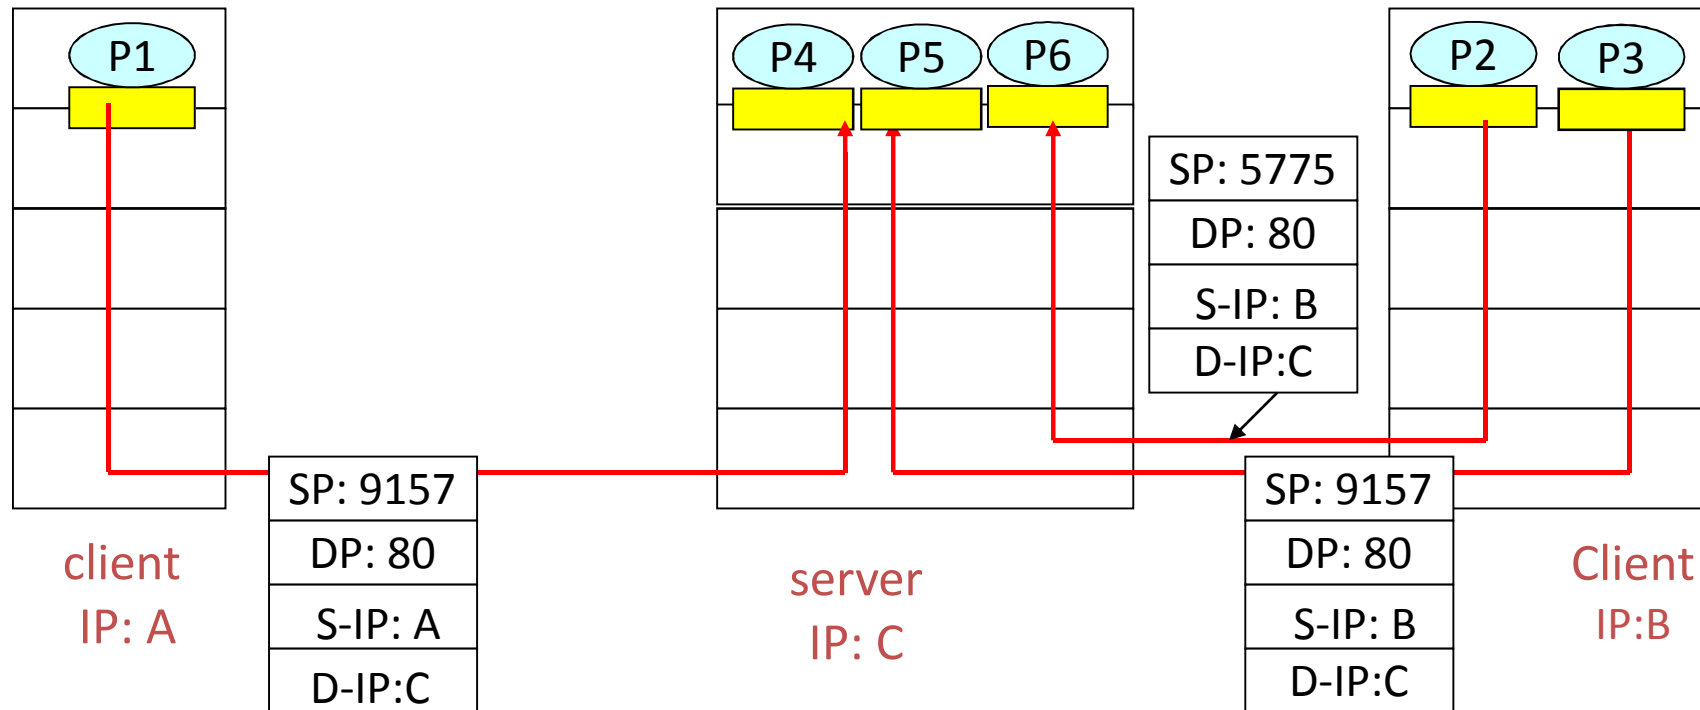 P1
P4
P5
P6
P2
P3
SP: 5775
DP: 80
S-IP: B
D-IP:C
SP: 9157
DP: 80
S-IP: A
D-IP:C
SP: 9157
DP: 80
S-IP: B
D-IP:C
client
IP: A
server
IP: C
Client
IP:B